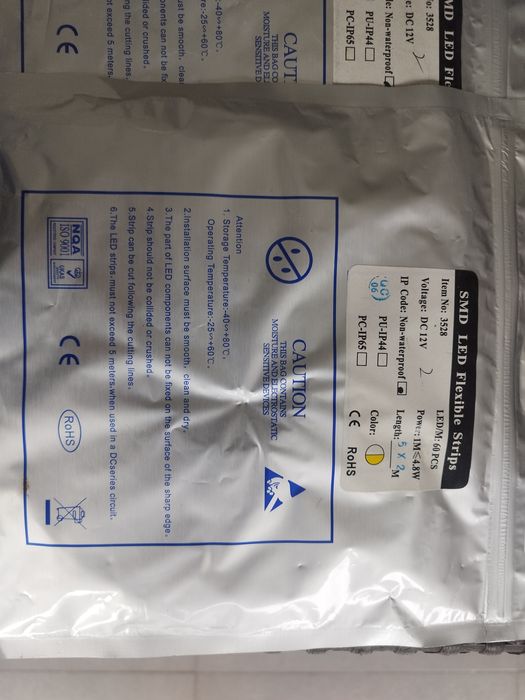 SMD LED Flexible Strips
Item No: 3528
LED/M: 60 PCS
Voltage: DC 12V
Power: 1M≤4.8W
IP Code: Non-waterproof
Length: 5 X 2 M
PU-IP44
Color:
PC-IP65
CE RoHS
CAUTION
THIS BAG CONTAINS
MOISTURE AND ELECTROSTATIC
SENSITIVE DEVICES
Attention
1. Storage Temperature:-40~+80℃,
Operating Temperature:-25~+60℃.
2.Installation surface must be smooth, clean and dry.
3.The part of LED components can not be fixed on the surface of the sharp edge.
4.Strip should not be collided or crushed.
5.Strip can be cut following the cutting lines.
6.The LED strips must not exceed 5 meters.when used in a DCseries circuit.
NQA
ISO 9001
UKAS
CE
RoHS
MD LED Fle
o: 3528
e: DC 12V
de: Non-waterproof
PU-IP44
PC-IP65
CAUT
THIS BAG CO
MOISTURE AND EL
SENSITIVE D
-40~+80℃,
re:-25~+60℃.
ust be smooth, clea
onents can not be fix
lided or crushed.
ng the cutting lines.
ot exceed 5 meters.
CE